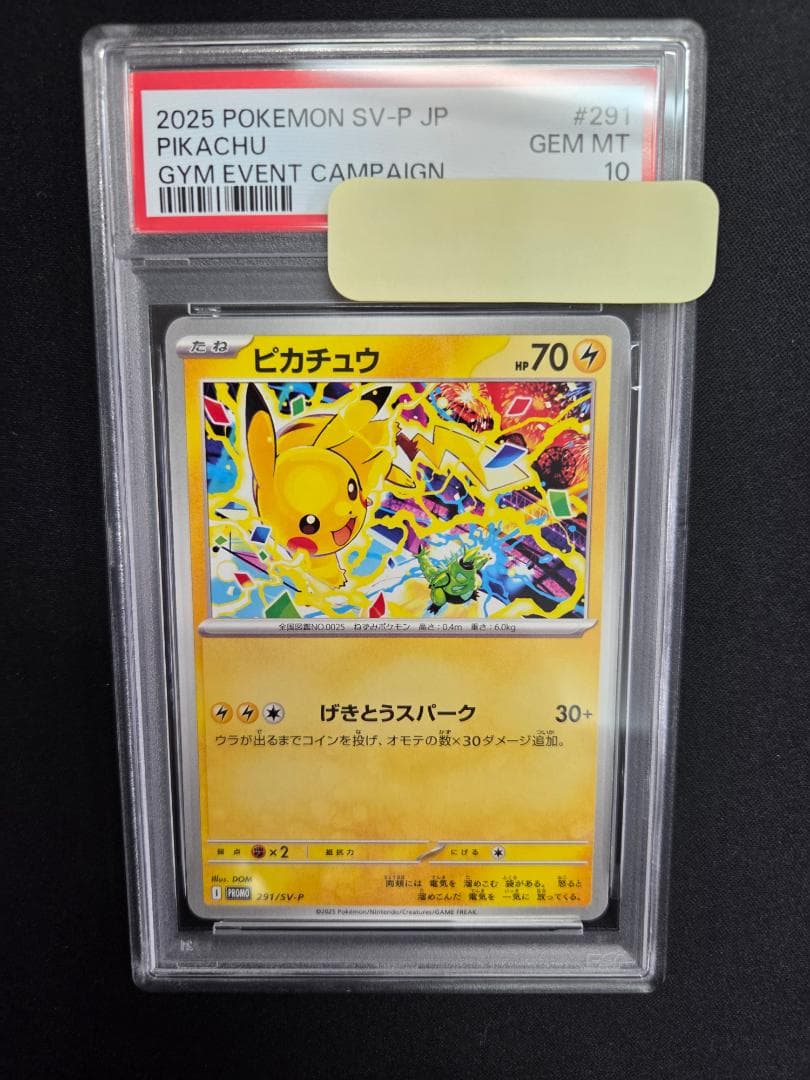 2025 POKEMON SV-P JP #291
PIKACHU GEM MT
GYM EVENT CAMPAIGN 10
たね ピカチュウ HP70
全国図鑑NO.0025 ねずみポケモン 高さ:0.4m 重さ:6.0kg
げきとうスパーク 30+
ウラが出るまでコインを投げ、オモテの数×30ダメージ追加。
弱点 ×2 抵抗力 にげる
Illus. DOM
両頬には 電気を 溜めこむ 袋がある。 怒ると
溜めこんだ 電気を 一気に 放ってくる。
I PROMO 291/SV-P
©2025 Pokémon/Nintendo/Creatures/GAME FREAK.